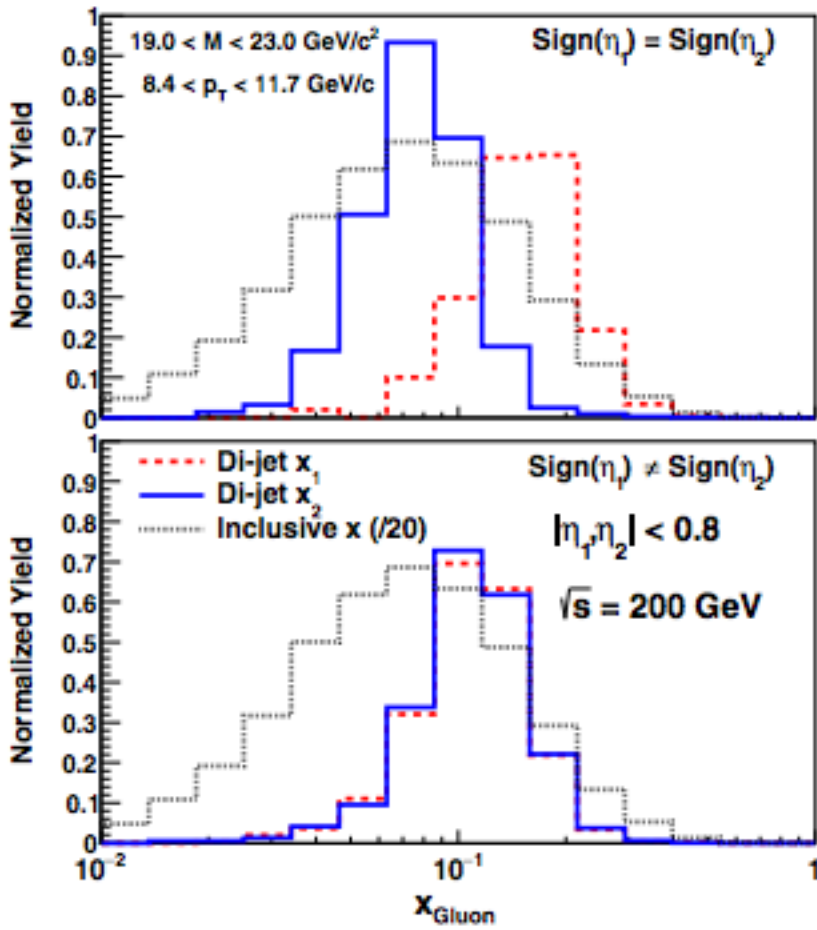 19.0 < M < 23.0 GeV/c²
8.4 < p_T < 11.7 GeV/c
Sign(η₁) = Sign(η₂)
Normalized Yield
1
0.9
0.8
0.7
0.6
0.5
0.4
0.3
0.2
0.1
0
Di-jet x₁
Di-jet x₂
Inclusive x (/20)
Sign(η₁) ≠ Sign(η₂)
|η₁,η₂| < 0.8
√s = 200 GeV
Normalized Yield
1
0.9
0.8
0.7
0.6
0.5
0.4
0.3
0.2
0.1
0
10⁻²
10⁻¹
1
x_Gluon